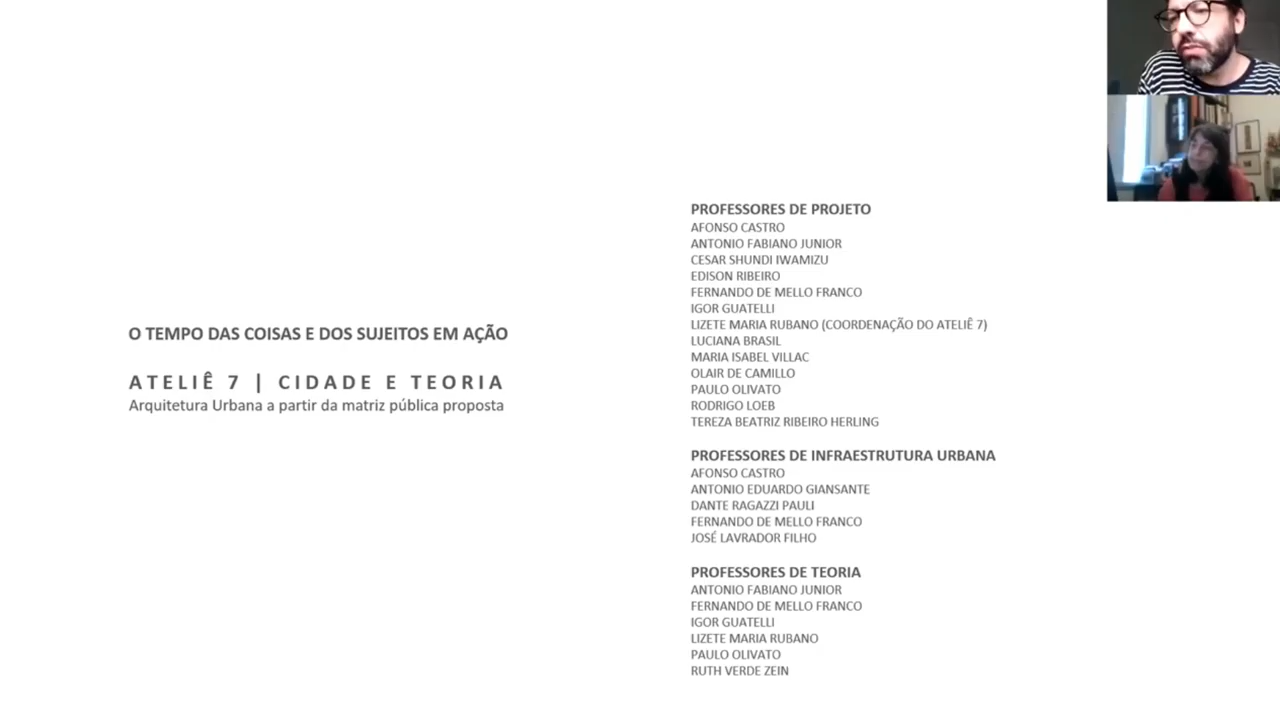 O TEMPO DAS COISAS E DOS SUJEITOS EM AÇÃO
ATELIÊ 7 | CIDADE E TEORIA
Arquitetura Urbana a partir da matriz pública proposta
PROFESSORES DE PROJETO
AFONSO CASTRO
ANTONIO FABIANO JUNIOR
CESAR SHUNDI IWAMIZU
EDISON RIBEIRO
FERNANDO DE MELLO FRANCO
IGOR GUATELLI
LIZETE MARIA RUBANO (COORDENAÇÃO DO ATELIÊ 7)
LUCIANA BRASIL
MARIA ISABEL VILLAC
OLAIR DE CAMILLO
PAULO OLIVATO
RODRIGO LOEB
TEREZA BEATRIZ RIBEIRO HERLING
PROFESSORES DE INFRAESTRUTURA URBANA
AFONSO CASTRO
ANTONIO EDUARDO GIANSANTE
DANTE RAGAZZI PAULI
FERNANDO DE MELLO FRANCO
JOSÉ LAVRADOR FILHO
PROFESSORES DE TEORIA
ANTONIO FABIANO JUNIOR
FERNANDO DE MELLO FRANCO
IGOR GUATELLI
LIZETE MARIA RUBANO
PAULO OLIVATO
RUTH VERDE ZEIN